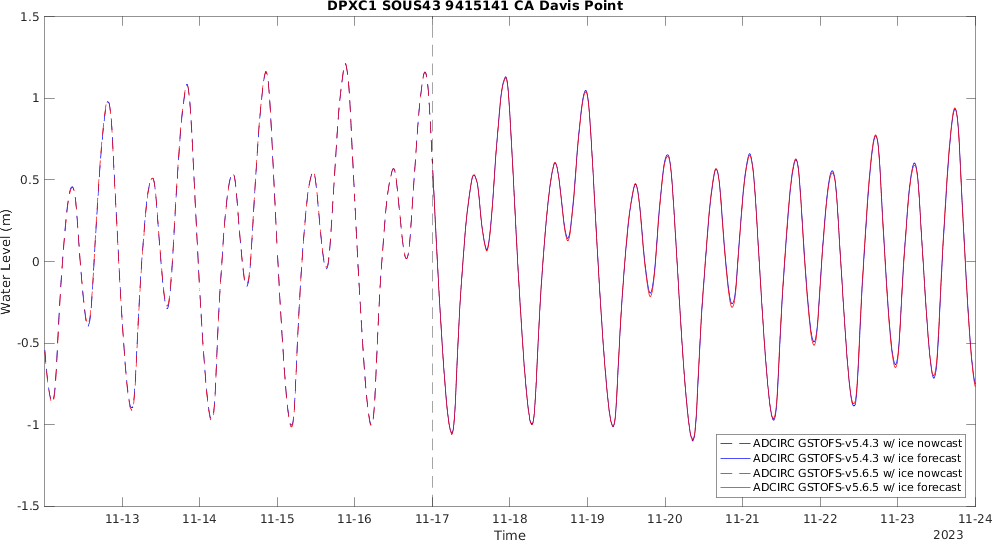 DPXC1 SOUS43 9415141 CA Davis Point
1.5
1
0.5
0
-0.5
-1
-1.5
Water Level (m)
ADCIRC GSTOFS-v5.4.3 w/ ice nowcast
ADCIRC GSTOFS-v5.4.3 w/ ice forecast
ADCIRC GSTOFS-v5.6.5 w/ ice nowcast
ADCIRC GSTOFS-v5.6.5 w/ ice forecast
11-13 11-14 11-15 11-16 11-17 11-18 11-19 11-20 11-21 11-22 11-23 11-24
Time
2023